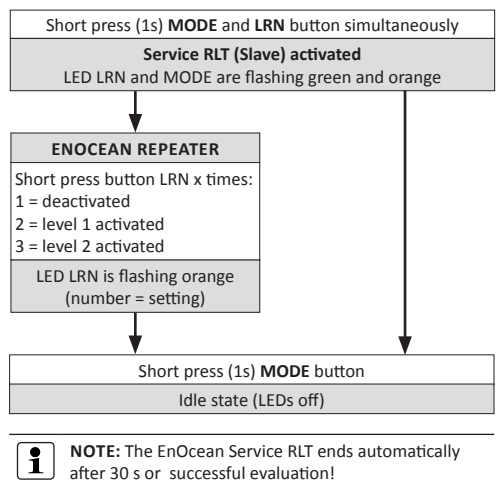 Short press (1s) MODE and LRN button simultaneously
Service RLT (Slave) activated
LED LRN and MODE are flashing green and orange
ENOCEAN REPEATER
Short press button LRN x times:
1 = deactivated
2 = level 1 activated
3 = level 2 activated
LED LRN is flashing orange
(number = setting)
Short press (1s) MODE button
Idle state (LEDs off)
i
NOTE: The EnOcean Service RLT ends automatically
after 30 s or successful evaluation!